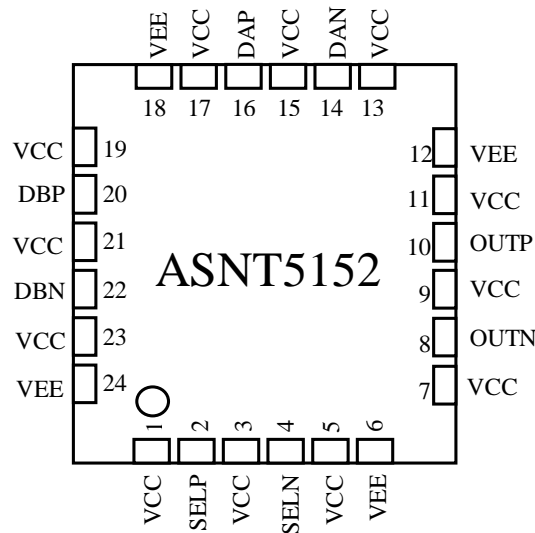 VEE VCC DAP VCC DAN VCC
18 17 16 15 14 13
VCC 19
DBP 20
VCC 21
DBN 22
VCC 23
VEE 24
ASNT5152
12 VEE
11 VCC
10 OUTP
9 VCC
8 OUTN
7 VCC
1 2 3 4 5 6
VCC SELP VCC SELN VCC VEE